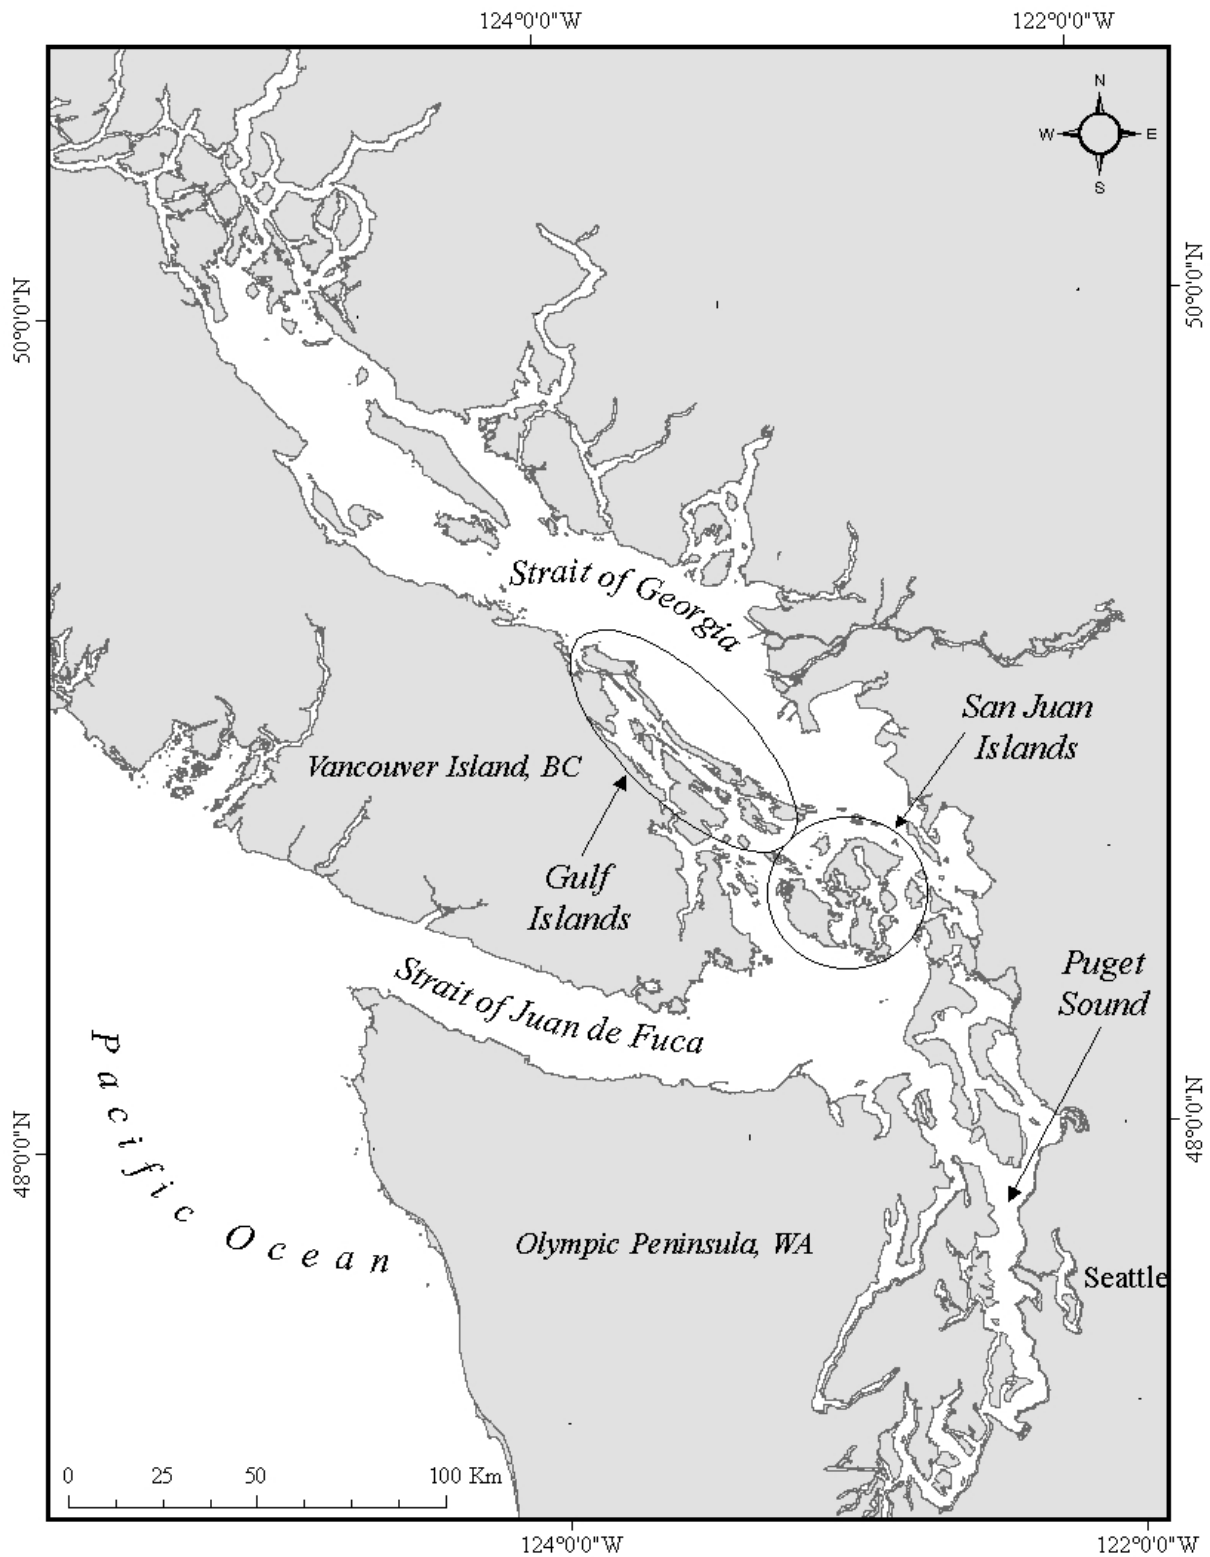 124°0'0"W
122°0'0"W
N
W
E
S
50°0'0"N
50°0'0"N
Strait of Georgia
San Juan
Islands
Vancouver Island, BC
Gulf
Islands
Puget
Sound
Strait of Juan de Fuca
Pacific Ocean
48°0'0"N
48°0'0"N
Olympic Peninsula, WA
Seattle
0 25 50 100 Km
124°0'0"W
122°0'0"W